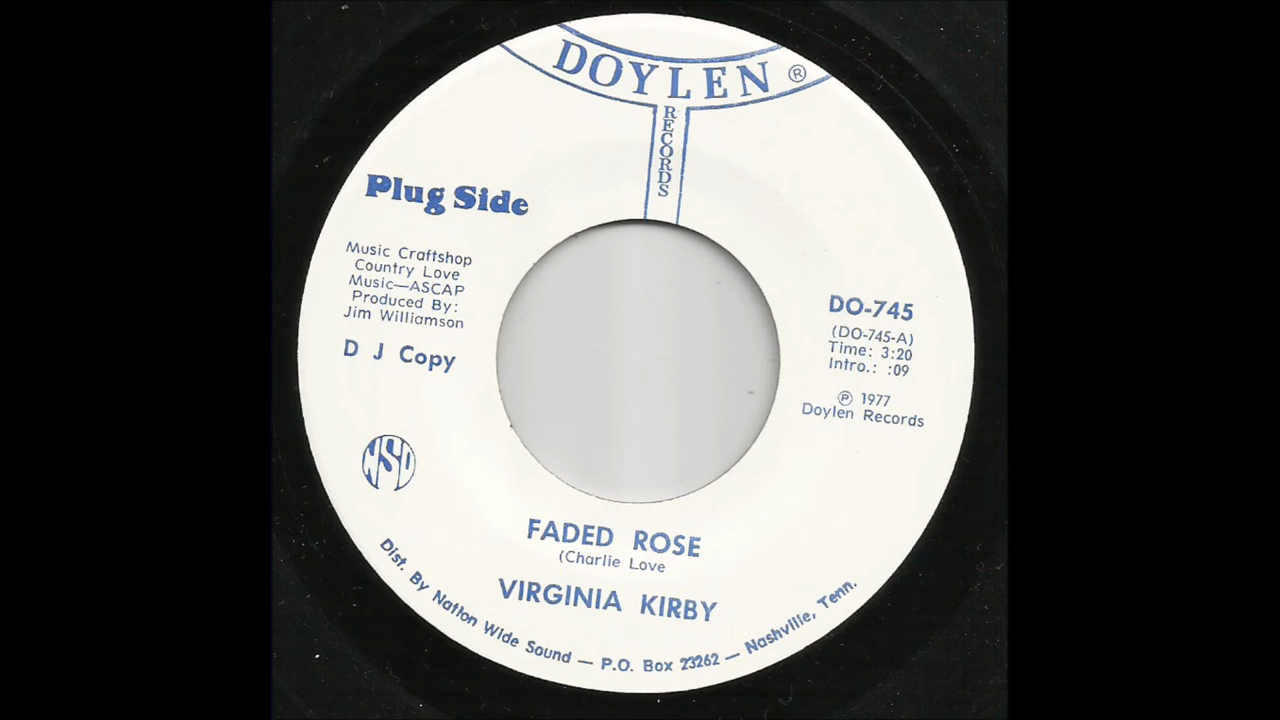 DOYLEN ®
RECORDS
Plug Side
Music Craftshop
Country Love
Music—ASCAP
Produced By:
Jim Williamson
D J Copy
NSD
DO-745
(DO-745-A)
Time: 3:20
Intro.: :09
℗ 1977
Doylen Records
FADED ROSE
(Charlie Love
VIRGINIA KIRBY
Dist. By Nation Wide Sound — P.O. Box 23262 — Nashville, Tenn.